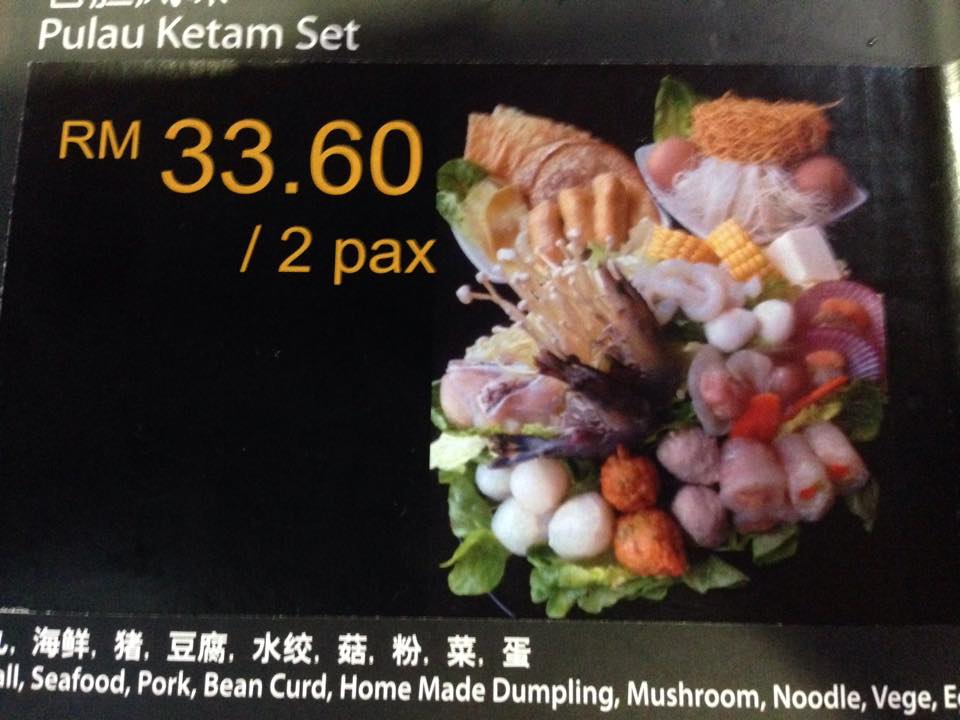 Pulau Ketam Set
RM 33.60
/ 2 pax
海鲜, 猪, 豆腐, 水饺, 菇, 粉, 菜, 蛋
Seafood, Pork, Bean Curd, Home Made Dumpling, Mushroom, Noodle, Vege,